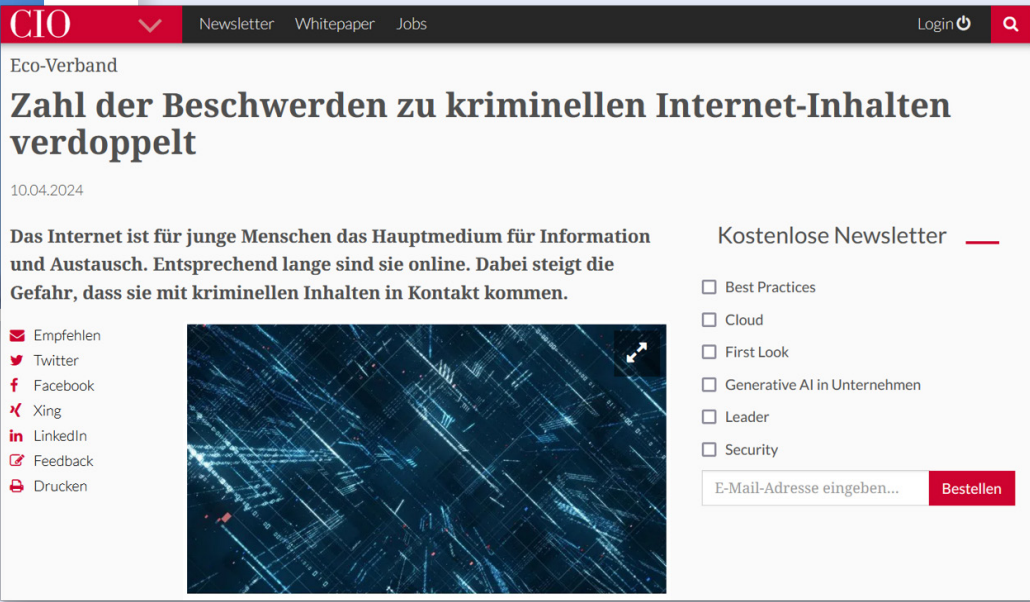 CIO Newsletter Whitepaper Jobs Login
Eco-Verband
Zahl der Beschwerden zu kriminellen Internet-Inhalten
verdoppelt
10.04.2024
Das Internet ist für junge Menschen das Hauptmedium für Information
und Austausch. Entsprechend lange sind sie online. Dabei steigt die
Gefahr, dass sie mit kriminellen Inhalten in Kontakt kommen.
Empfehlen
Twitter
Facebook
Xing
LinkedIn
Feedback
Drucken
Kostenlose Newsletter
Best Practices
Cloud
First Look
Generative AI in Unternehmen
Leader
Security
E-Mail-Adresse eingeben... Bestellen